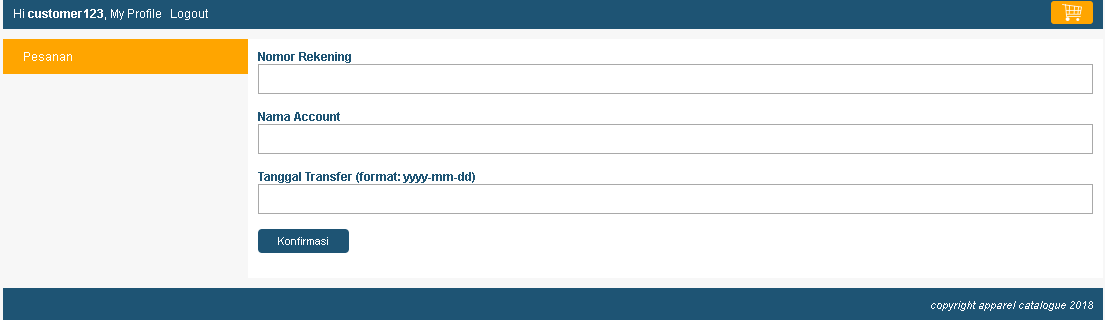 Hi customer123, My Profile Logout
Pesanan
Nomor Rekening
Nama Account
Tanggal Transfer (format: yyyy-mm-dd)
Konfirmasi
copyright apparel catalogue 2018